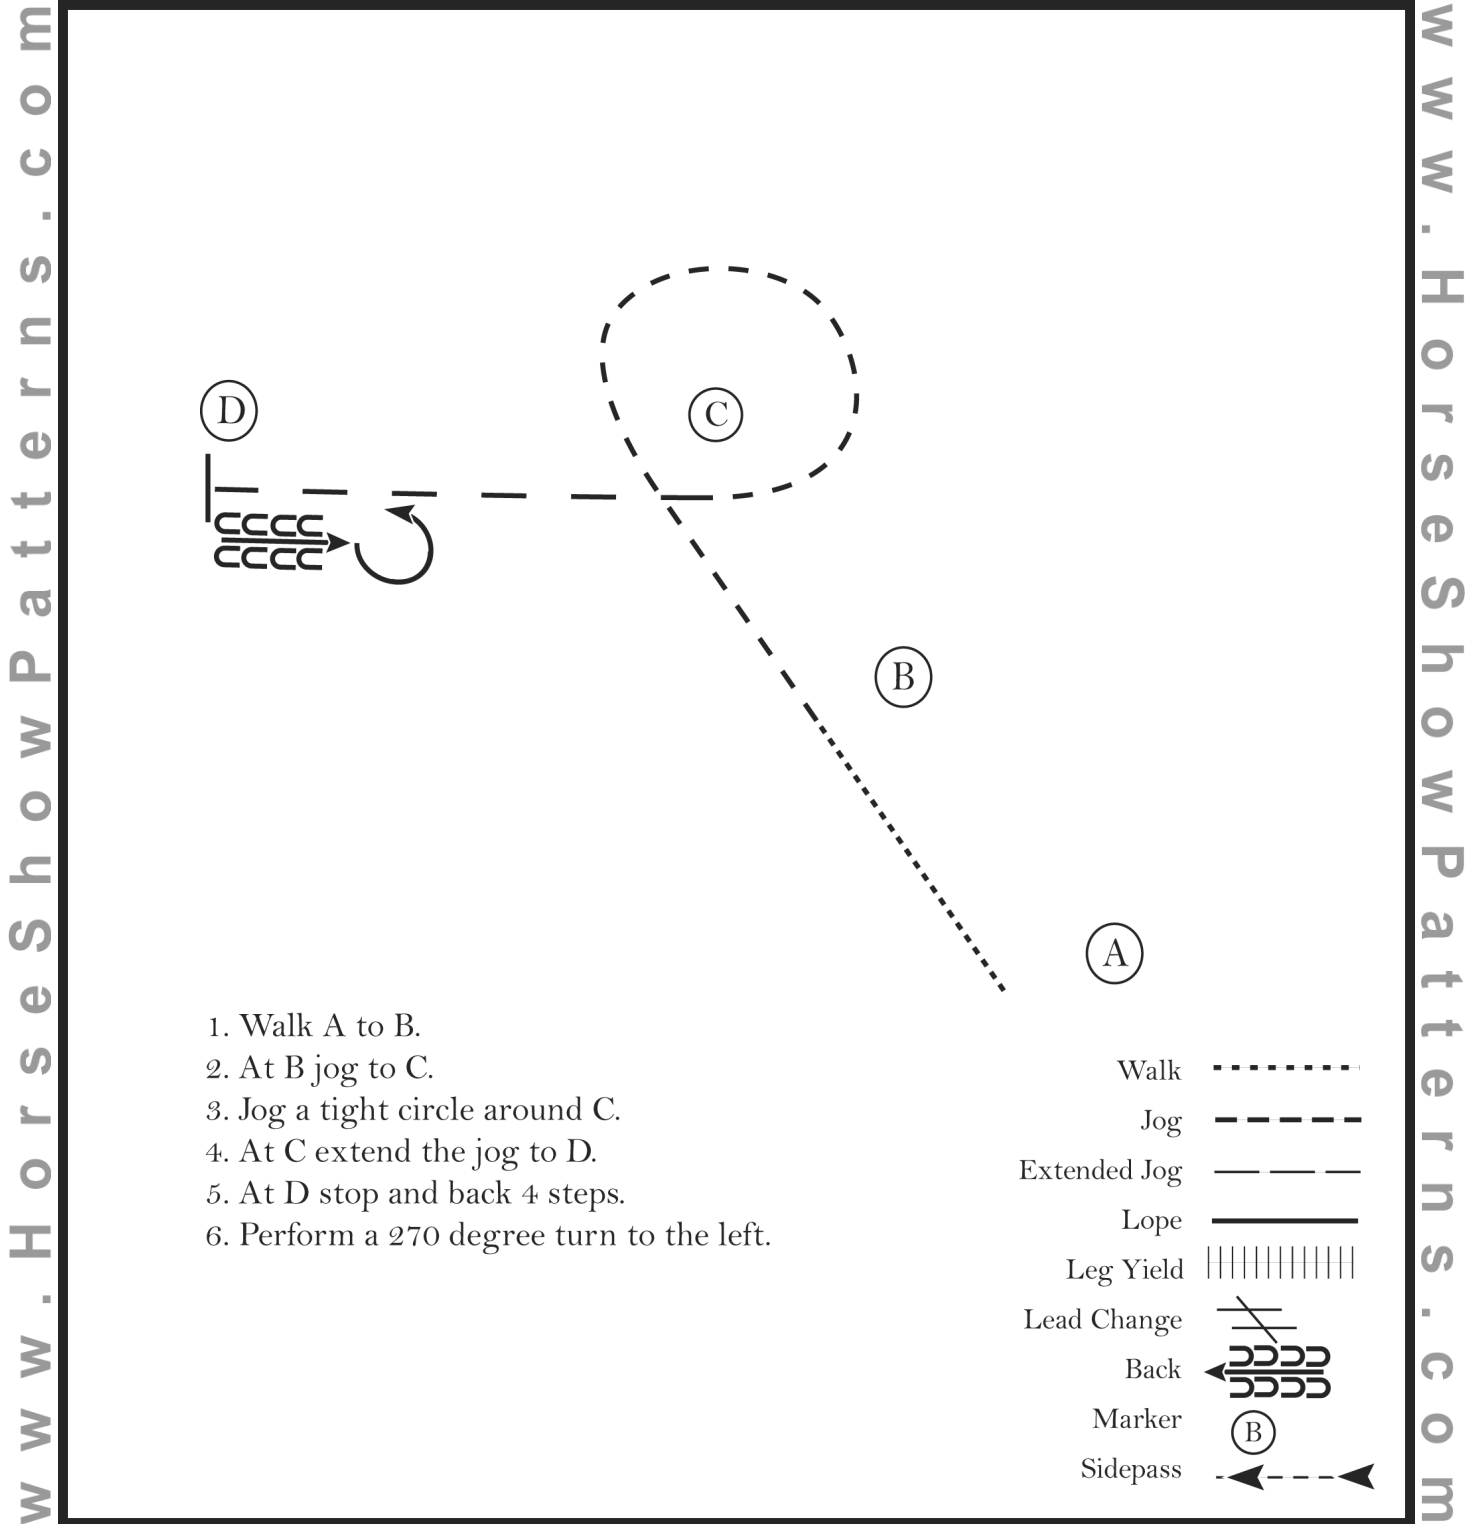 www.HorseShowPatterns.com
www.HorseShowPatterns.com
D
C
B
A
1. Walk A to B.
2. At B jog to C.
3. Jog a tight circle around C.
4. At C extend the jog to D.
5. At D stop and back 4 steps.
6. Perform a 270 degree turn to the left.
Walk
Jog
Extended Jog
Lope
Leg Yield
Lead Change
Back
Marker B
Sidepass